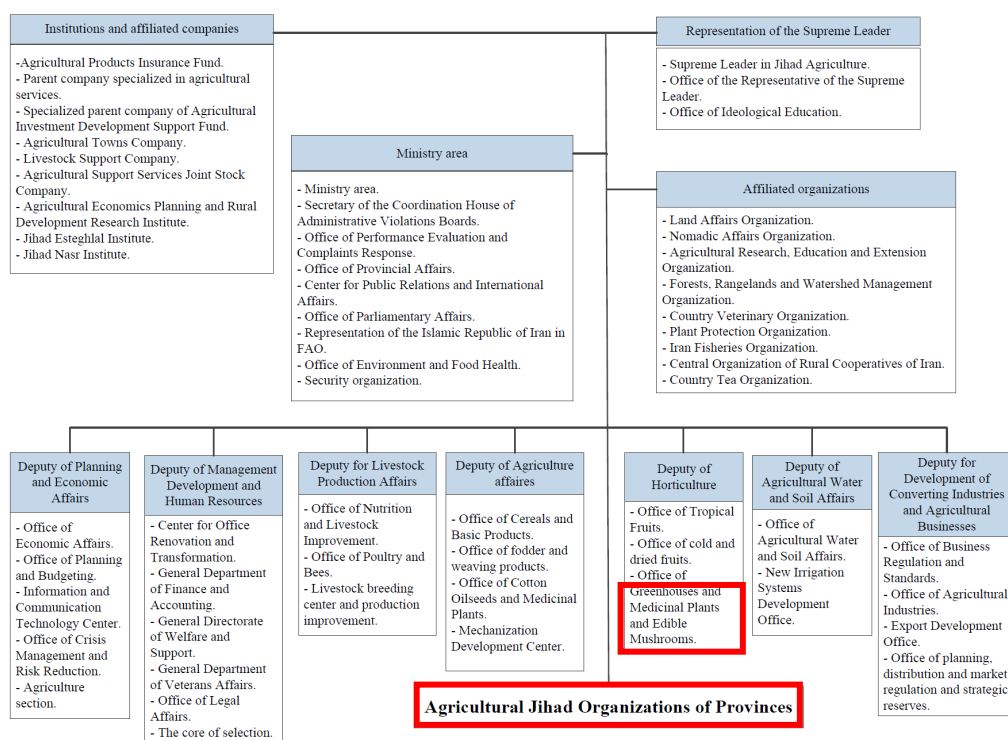 Institutions and affiliated companies
-Agricultural Products Insurance Fund.
- Parent company specialized in agricultural
services.
- Specialized parent company of Agricultural
Investment Development Support Fund.
- Agricultural Towns Company.
- Livestock Support Company.
- Agricultural Support Services Joint Stock
Company.
- Agricultural Economics Planning and Rural
Development Research Institute.
- Jihad Esteghlal Institute.
- Jihad Nasr Institute.
Representation of the Supreme Leader
- Supreme Leader in Jihad Agriculture.
- Office of the Representative of the Supreme
Leader.
- Office of Ideological Education.
Ministry area
- Ministry area.
- Secretary of the Coordination House of
Administrative Violations Boards.
- Office of Performance Evaluation and
Complaints Response.
- Office of Provincial Affairs.
- Center for Public Relations and International
Affairs.
- Office of Parliamentary Affairs.
- Representation of the Islamic Republic of Iran in
FAO.
- Office of Environment and Food Health.
- Security organization.
Affiliated organizations
- Land Affairs Organization.
- Nomadic Affairs Organization.
- Agricultural Research, Education and Extension
Organization.
- Forests, Rangelands and Watershed Management
Organization.
- Country Veterinary Organization.
- Plant Protection Organization.
- Iran Fisheries Organization.
- Central Organization of Rural Cooperatives of Iran.
- Country Tea Organization.
Deputy of Planning
and Economic
Affairs
- Office of
Economic Affairs.
- Office of Planning
and Budgeting.
- Information and
Communication
Technology Center.
- Office of Crisis
Management and
Risk Reduction.
- Agriculture
section.
Deputy of Management
Development and
Human Resources
- Center for Office
Renovation and
Transformation.
- General Department
of Finance and
Accounting.
- General Directorate
of Welfare and
Support.
- General Department
of Veterans Affairs.
- Office of Legal
Affairs.
- The core of selection.
Deputy for Livestock
Production Affairs
- Office of Nutrition
and Livestock
Improvement.
- Office of Poultry and
Bees.
- Livestock breeding
center and production
improvement.
Deputy of Agriculture
affaires
- Office of Cereals and
Basic Products.
- Office of fodder and
weaving products.
- Office of Cotton
Oilseeds and Medicinal
Plants.
- Mechanization
Development Center.
Deputy of
Horticulture
- Office of Tropical
Fruits.
- Office of cold and
dried fruits.
- Office of
Greenhouses and
Medicinal Plants
and Edible
Mushrooms.
Deputy of
Agricultural Water
and Soil Affairs
- Office of
Agricultural Water
and Soil Affairs.
- New Irrigation
Systems
Development
Office.
Deputy for
Development of
Converting Industries
and Agricultural
Businesses
- Office of Business
Regulation and
Standards.
- Office of Agricultural
Industries.
- Export Development
Office.
- Office of planning,
distribution and market
regulation and strategic
reserves.
Agricultural Jihad Organizations of Provinces